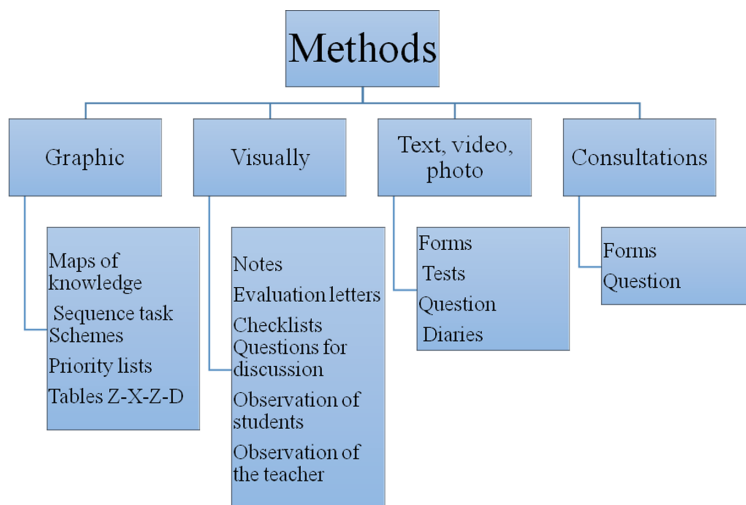 Methods
Graphic
Maps of
knowledge
Sequence task
Schemes
Priority lists
Tables Z-X-Z-D
Visually
Notes
Evaluation letters
Checklists
Questions for
discussion
Observation of
students
Observation of
the teacher
Text, video,
photo
Forms
Tests
Question
Diaries
Consultations
Forms
Question